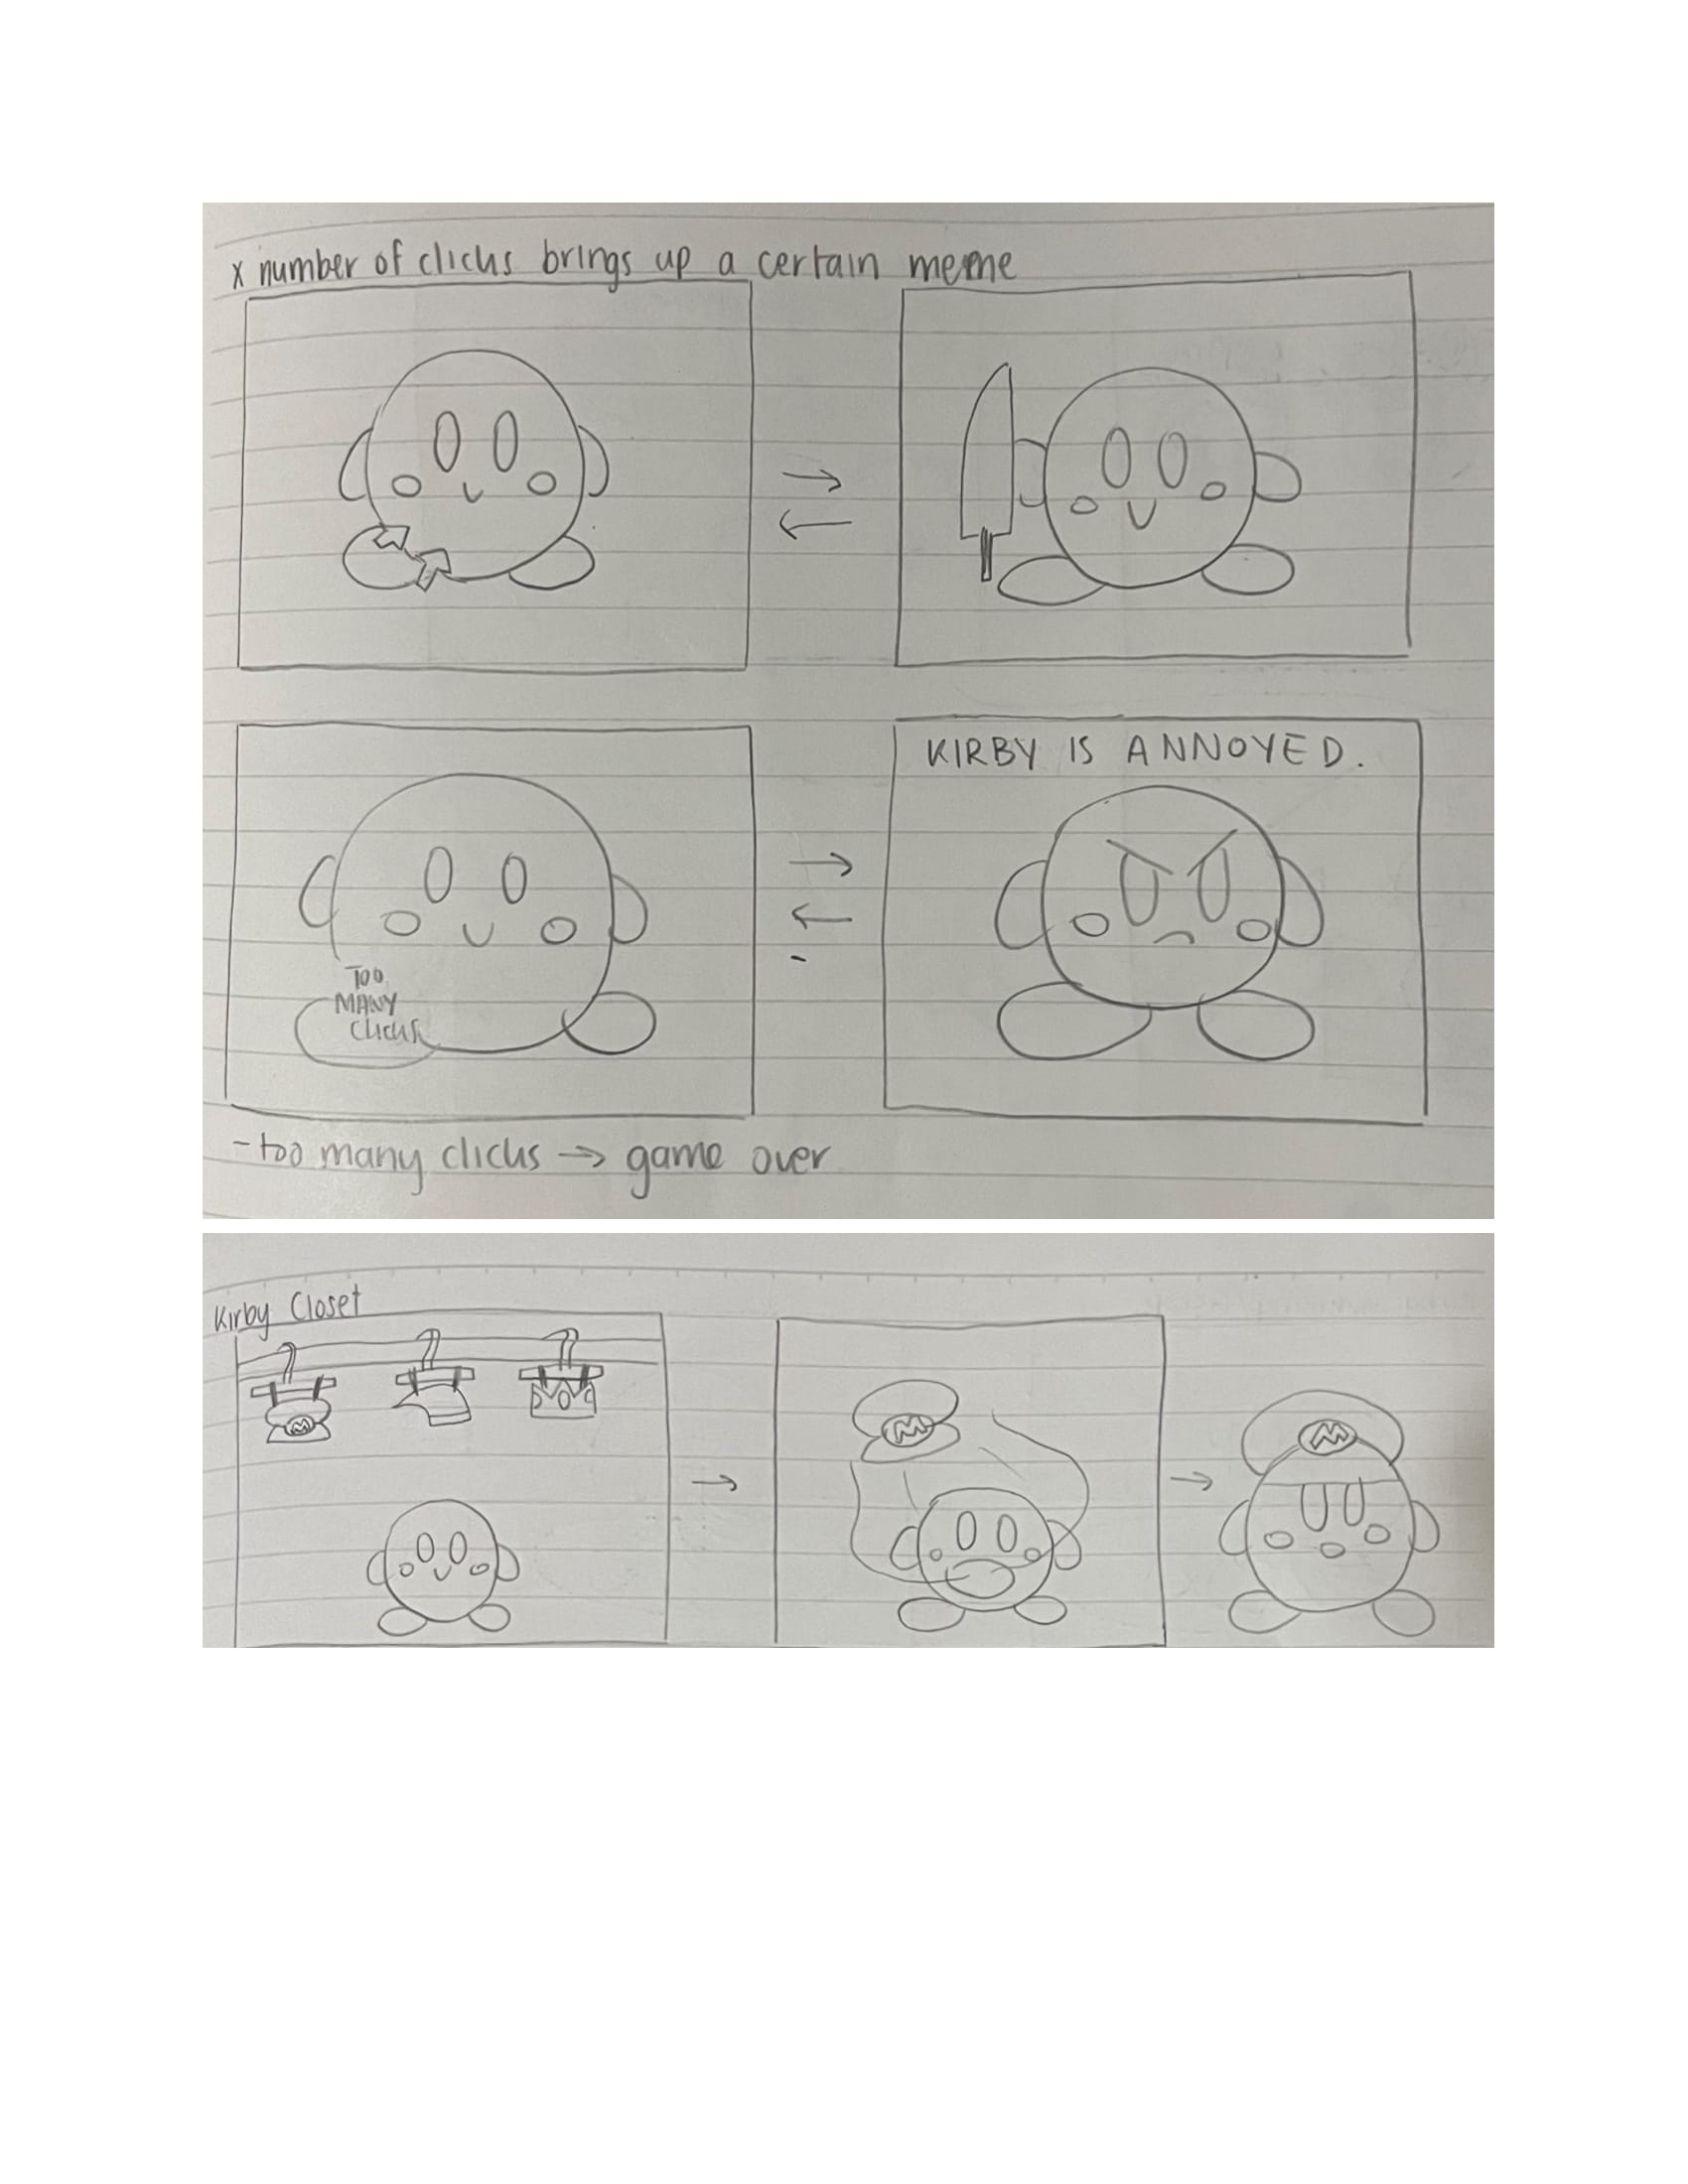 x number of clicks brings up a certain meme
KIRBY IS ANNOYED.
TOO
MANY
clicks
- too many clicks → game over
Kirby Closet
M
M
M